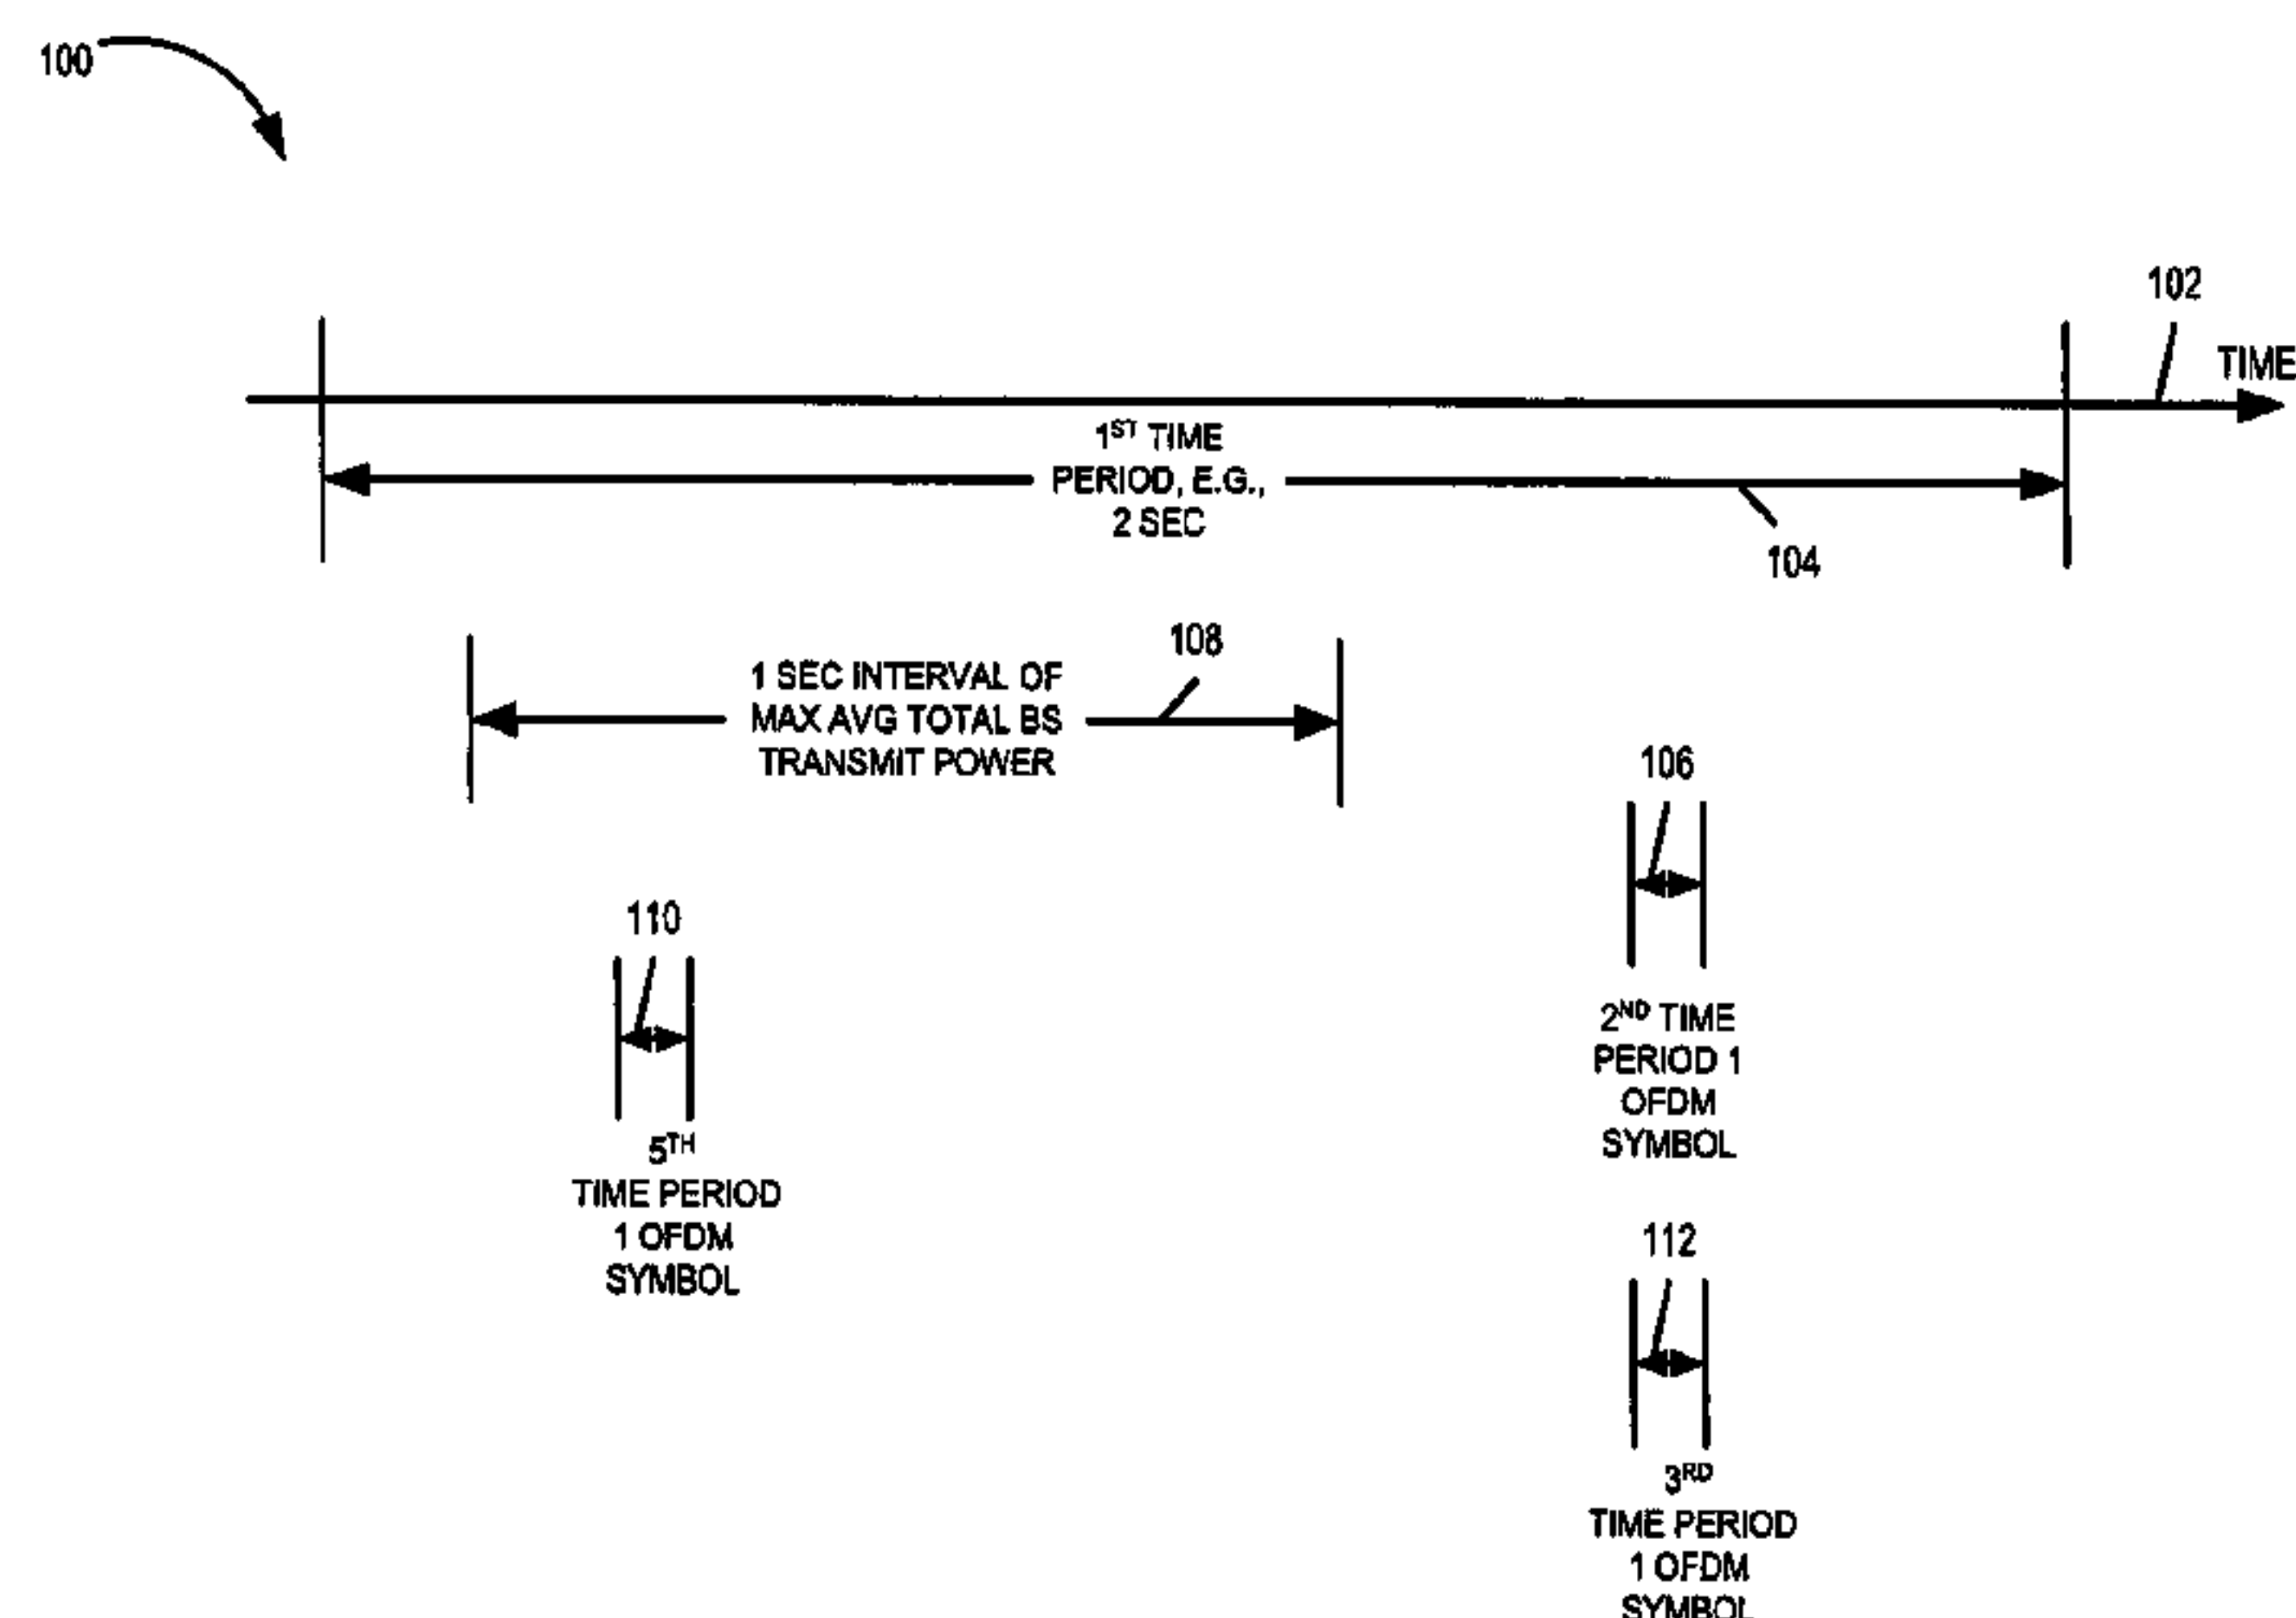 100
102
TIME
1ST TIME
PERIOD, E.G.,
2 SEC
104
108
1 SEC INTERVAL OF
MAX AVG TOTAL BS
TRANSMIT POWER
106
110
2ND TIME
PERIOD 1
OFDM
SYMBOL
5TH
TIME PERIOD
1 OFDM
SYMBOL
112
3RD
TIME PERIOD
1 OFDM
SYMBOL